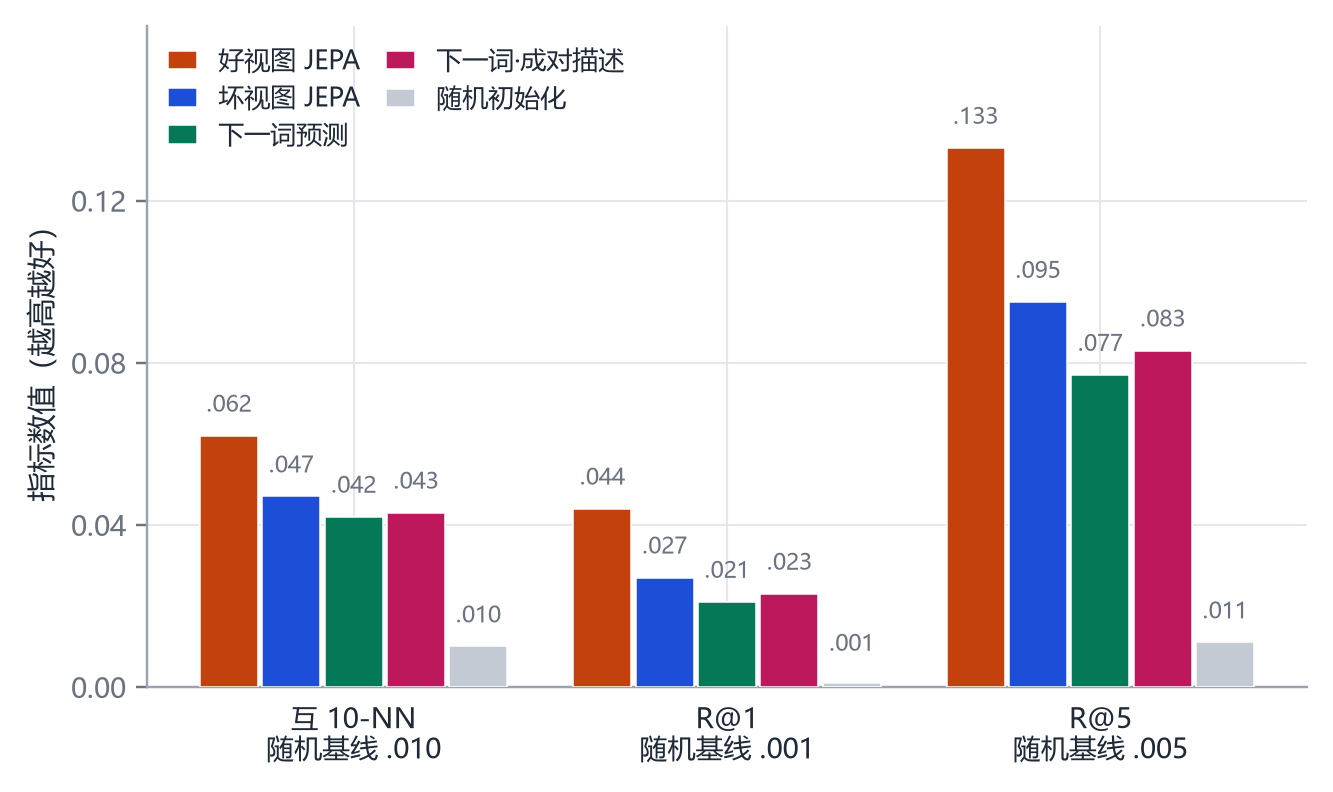 好视图 JEPA
坏视图 JEPA
下一词预测
下一词·成对描述
随机初始化
指标数值（越高越好）
0.12
0.08
0.04
0.00
.062
.047
.042
.043
.010
.044
.027
.021
.023
.001
.133
.095
.077
.083
.011
互 10-NN
随机基线 .010
R@1
随机基线 .001
R@5
随机基线 .005